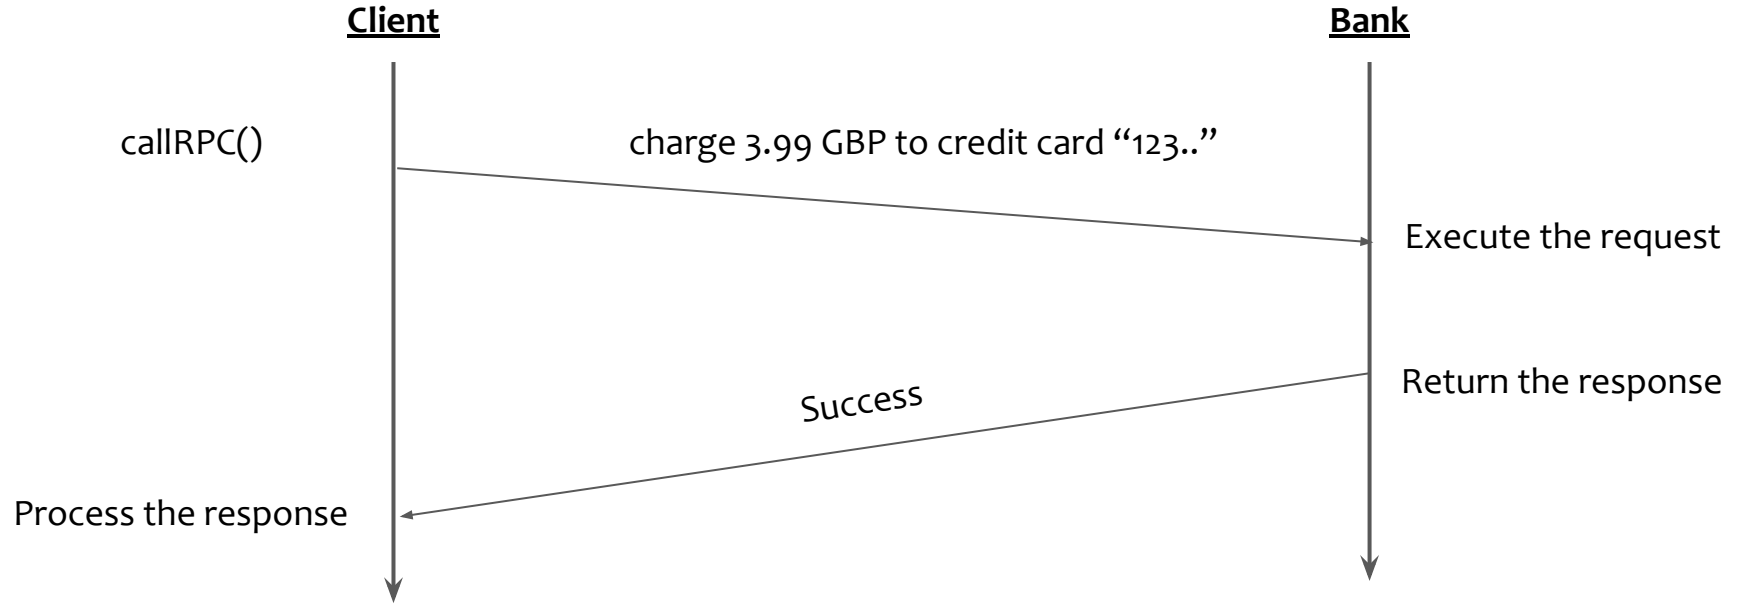 Client
Bank
callRPC()
charge 3.99 GBP to credit card “123..”
Execute the request
Return the response
Success
Process the response